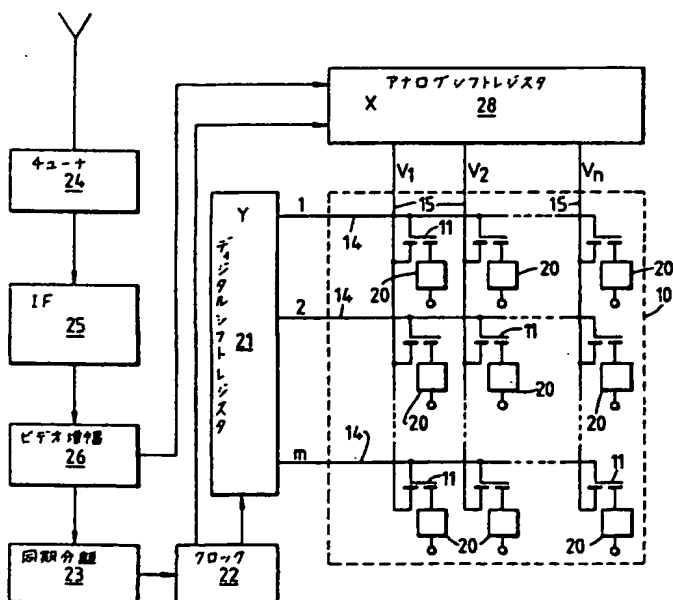 アナログシフトレジスタ
X
28
チューナ
24
V1
V2
Vn
Y
ディジタルシフトレジスタ
21
1
14
15
11
15
20
20
20
10
IF
25
2
14
11
20
20
20
ビデオ増幅器
26
m
14
11
11
20
20
同期分離
23
クロック
22